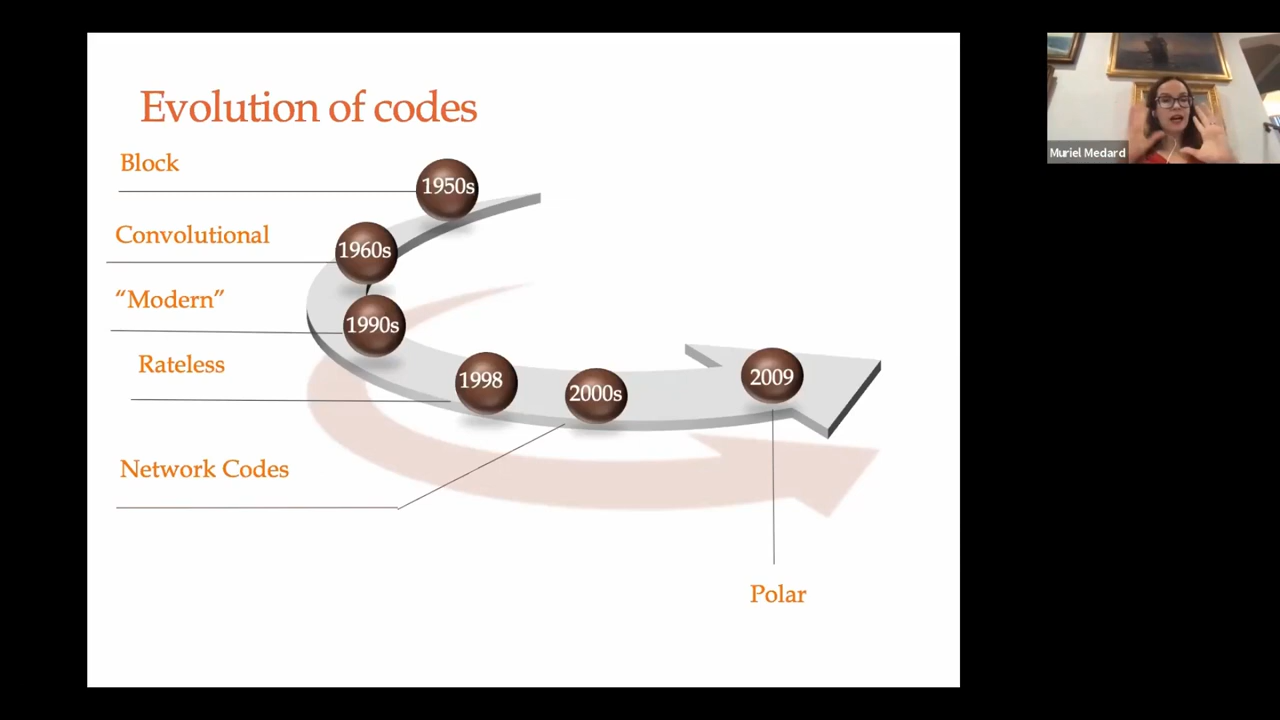 Evolution of codes
Block
1950s
Convolutional
1960s
“Modern”
1990s
Rateless
1998
2000s
2009
Network Codes
Polar
Muriel Medard